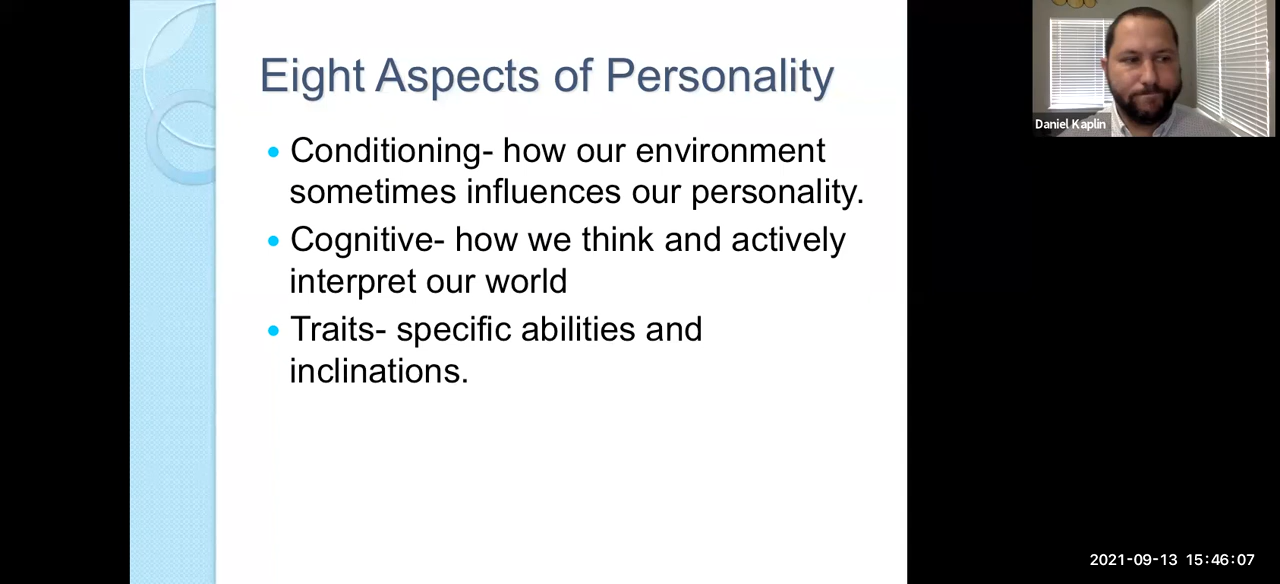 Eight Aspects of Personality
Conditioning- how our environment
sometimes influences our personality.
Cognitive- how we think and actively
interpret our world
Traits- specific abilities and
inclinations.
Daniel Kaplin
2021-09-13 15:46:07